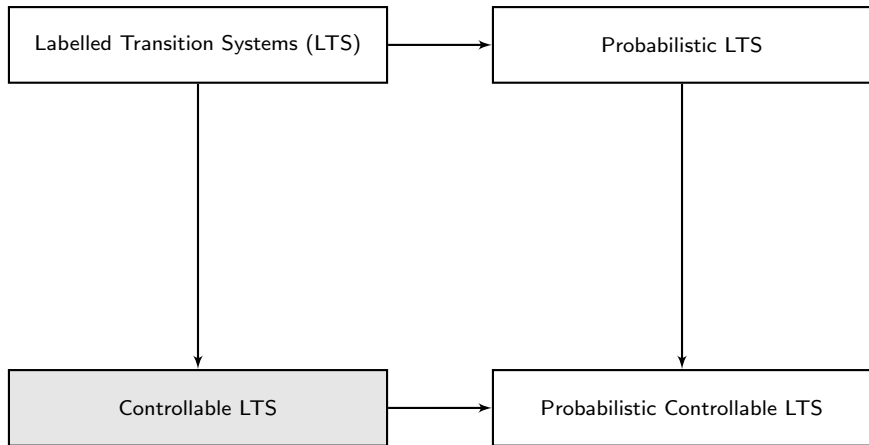 Labelled Transition Systems (LTS)
Probabilistic LTS
Controllable LTS
Probabilistic Controllable LTS